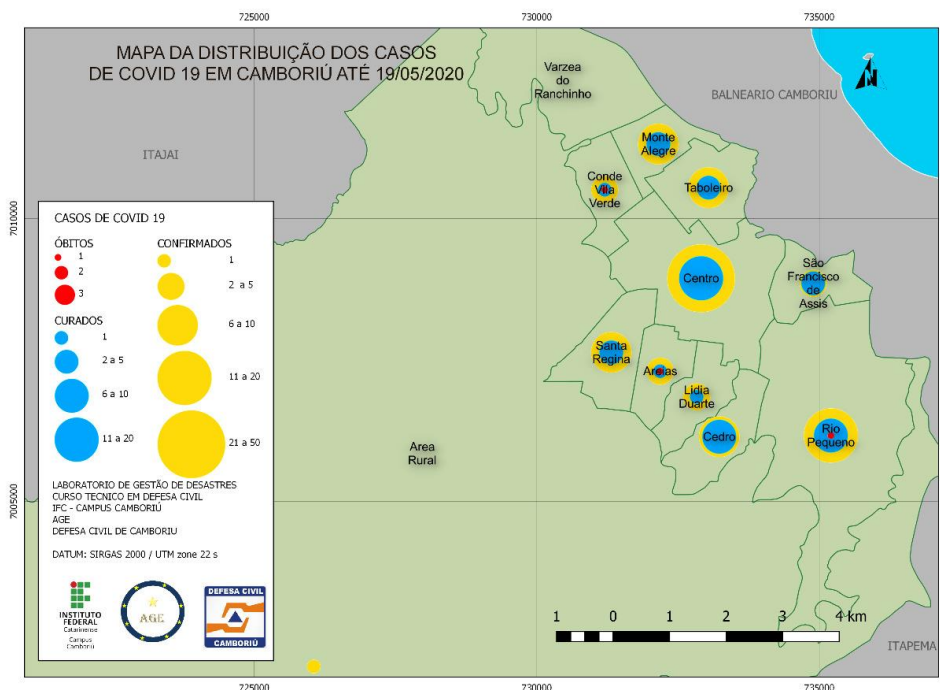 725000
730000
735000
MAPA DA DISTRIBUIÇÃO DOS CASOS
DE COVID 19 EM CAMBORIÚ ATÉ 19/05/2020
Varzea
do
Ranchinho
BALNEARIO CAMBORIU
N
ITAJAI
Monte
Alegre
Conde
Vila
Verde
Taboleiro
7010000
7010000
CASOS DE COVID 19
ÓBITOS
1
2
3
CURADOS
1
2 a 5
6 a 10
11 a 20
CONFIRMADOS
1
2 a 5
6 a 10
11 a 20
21 a 50
Centro
São
Francisco
de
Assis
Santa
Regina
Areias
Lidia
Duarte
Cedro
Rio
Pequeno
Area
Rural
7005000
7005000
LABORATORIO DE GESTÃO DE DESASTRES
CURSO TECNICO EM DEFESA CIVIL
IFC - CAMPUS CAMBORIÚ
AGE
DEFESA CIVIL DE CAMBORIU
DATUM: SIRGAS 2000 / UTM zone 22 s
INSTITUTO
FEDERAL
Catarinense
Campus
Camboriú
AGE
DEFESA CIVIL
CAMBORIÚ
1 0 1 2 3 4 km
ITAPEMA
725000
730000
735000